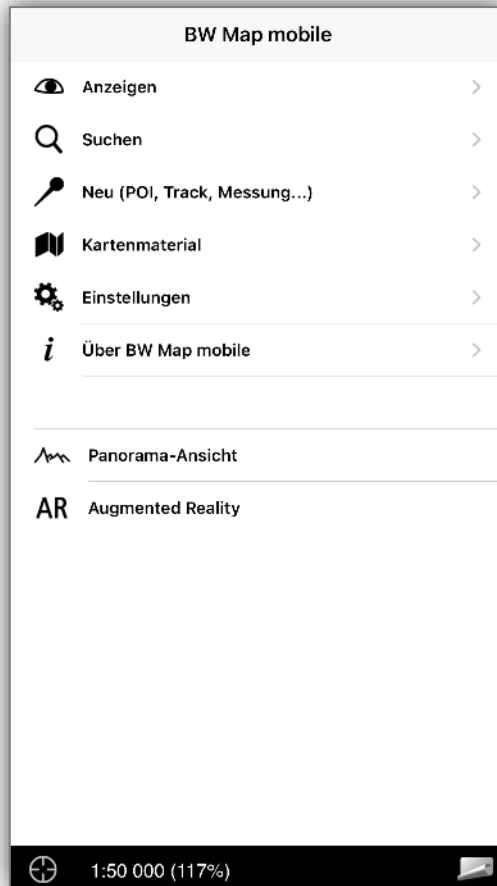 BW Map mobile
Anzeigen
Suchen
Neu (POI, Track, Messung...)
Kartenmaterial
Einstellungen
i Über BW Map mobile
Panorama-Ansicht
AR Augmented Reality
1:50 000 (117%)